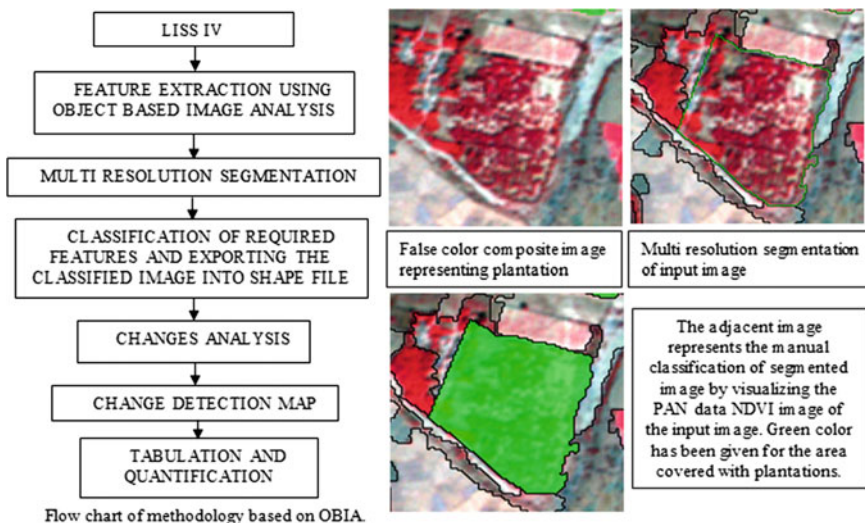 LISS IV
FEATURE EXTRACTION USING
OBJECT BASED IMAGE ANALYSIS
MULTI RESOLUTION SEGMENTATION
CLASSIFICATION OF REQUIRED
FEATURES AND EXPORTING THE
CLASSIFIED IMAGE INTO SHAPE FILE
CHANGES ANALYSIS
CHANGE DETECTION MAP
TABULATION AND
QUANTIFICATION
Flow chart of methodology based on OBIA.
False color composite image
representing plantation
Multi resolution segmentation
of input image
The adjacent image
represents the manual
classification of segmented
image by visualizing the
PAN data NDVI image of
the input image. Green color
has been given for the area
covered with plantations.